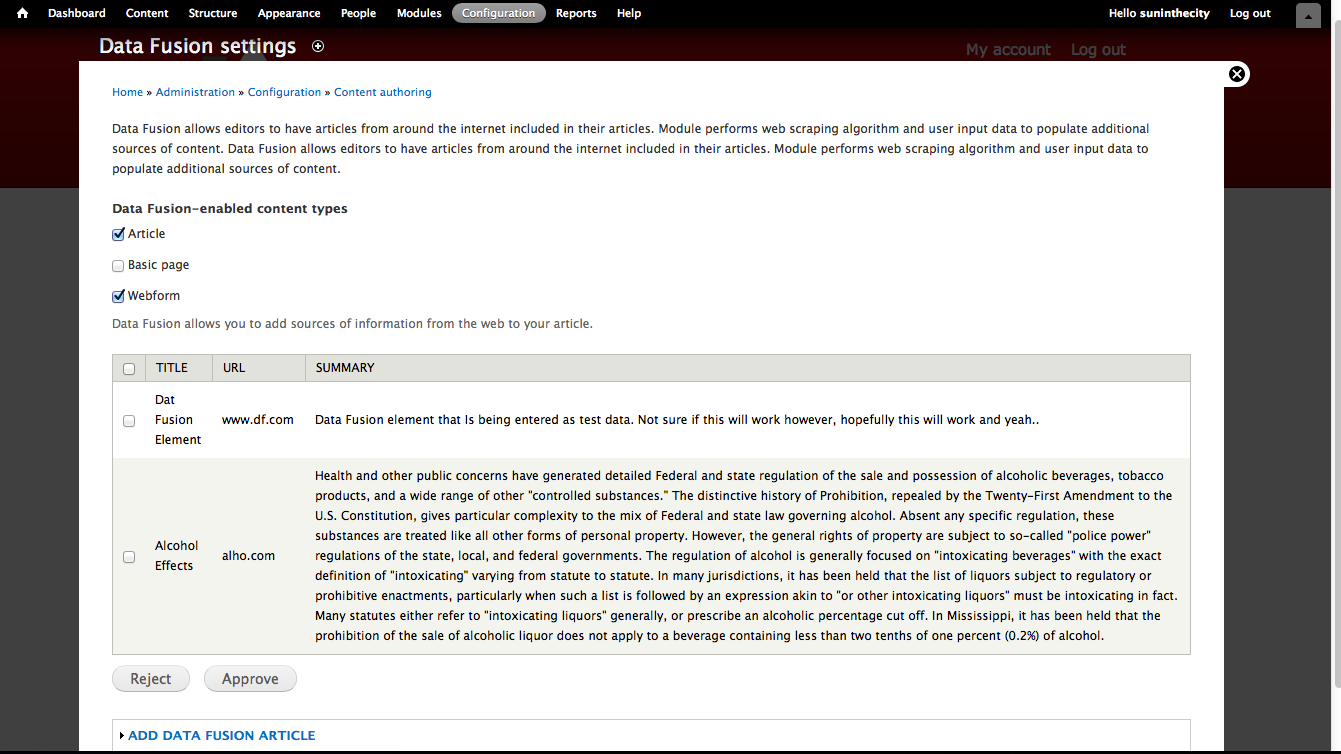 Dashboard Content Structure Appearance People Modules Configuration Reports Help Hello suninthecity Log out
Data Fusion settings
My account Log out
Home » Administration » Configuration » Content authoring
Data Fusion allows editors to have articles from around the internet included in their articles. Module performs web scraping algorithm and user input data to populate additional
sources of content. Data Fusion allows editors to have articles from around the internet included in their articles. Module performs web scraping algorithm and user input data to
populate additional sources of content.
Data Fusion-enabled content types
Article
Basic page
Webform
Data Fusion allows you to add sources of information from the web to your article.
TITLE URL SUMMARY
Dat
Fusion
Element
www.df.com
Data Fusion element that Is being entered as test data. Not sure if this will work however, hopefully this will work and yeah..
Alcohol
Effects
alho.com
Health and other public concerns have generated detailed Federal and state regulation of the sale and possession of alcoholic beverages, tobacco
products, and a wide range of other "controlled substances." The distinctive history of Prohibition, repealed by the Twenty-First Amendment to the
U.S. Constitution, gives particular complexity to the mix of Federal and state law governing alcohol. Absent any specific regulation, these
substances are treated like all other forms of personal property. However, the general rights of property are subject to so-called "police power"
regulations of the state, local, and federal governments. The regulation of alcohol is generally focused on "intoxicating beverages" with the exact
definition of "intoxicating" varying from statute to statute. In many jurisdictions, it has been held that the list of liquors subject to regulatory or
prohibitive enactments, particularly when such a list is followed by an expression akin to "or other intoxicating liquors" must be intoxicating in fact.
Many statutes either refer to "intoxicating liquors" generally, or prescribe an alcoholic percentage cut off. In Mississippi, it has been held that the
prohibition of the sale of alcoholic liquor does not apply to a beverage containing less than two tenths of one percent (0.2%) of alcohol.
Reject Approve
ADD DATA FUSION ARTICLE